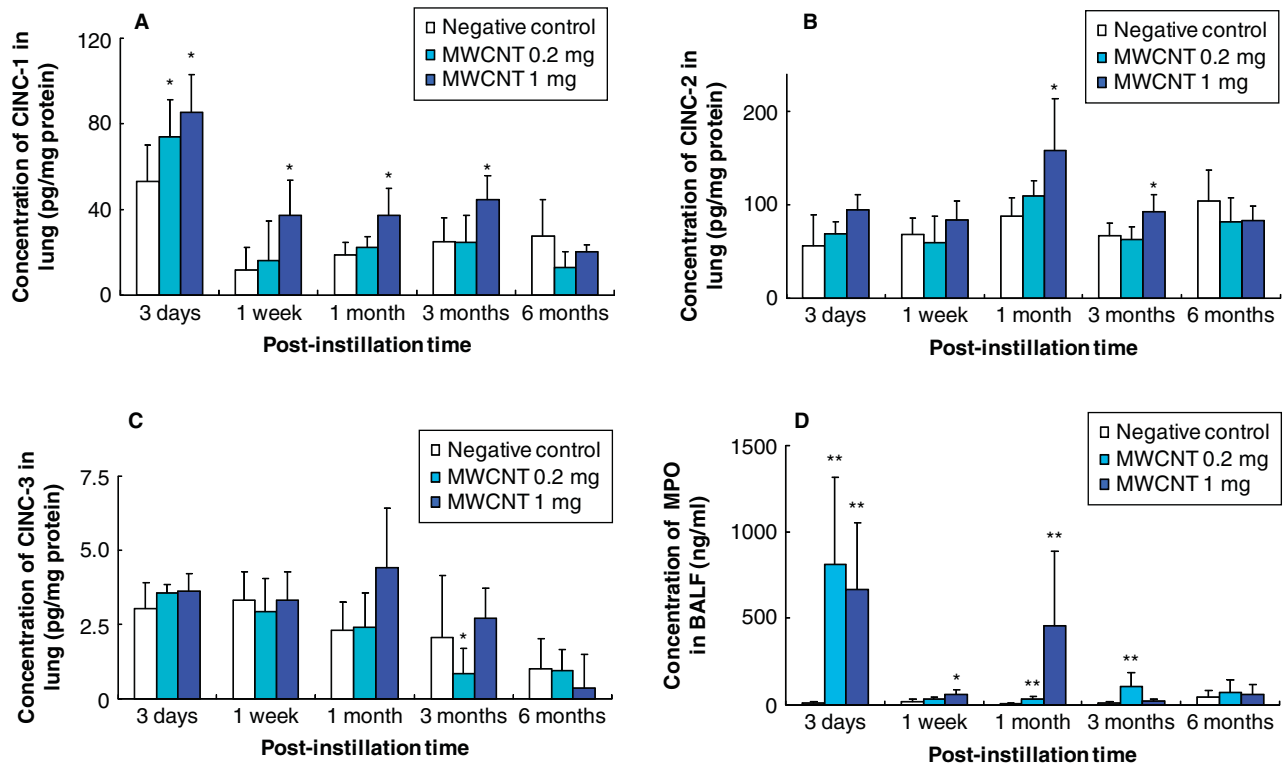 A
Negative control
MWCNT 0.2 mg
MWCNT 1 mg
Concentration of CINC-1 in
lung (pg/mg protein)
120
80
40
0
* * * * *
3 days 1 week 1 month 3 months 6 months
Post-instillation time
B
Negative control
MWCNT 0.2 mg
MWCNT 1 mg
Concentration of CINC-2 in
lung (pg/mg protein)
200
100
0
* *
3 days 1 week 1 month 3 months 6 months
Post-instillation time
C
Negative control
MWCNT 0.2 mg
MWCNT 1 mg
Concentration of CINC-3 in
lung (pg/mg protein)
7.5
5.0
2.5
0
*
3 days 1 week 1 month 3 months 6 months
Post-instillation time
D
Negative control
MWCNT 0.2 mg
MWCNT 1 mg
Concentration of MPO
in BALF (ng/ml)
1500
1000
500
0
** ** * ** ** **
3 days 1 week 1 month 3 months 6 months
Post-instillation time